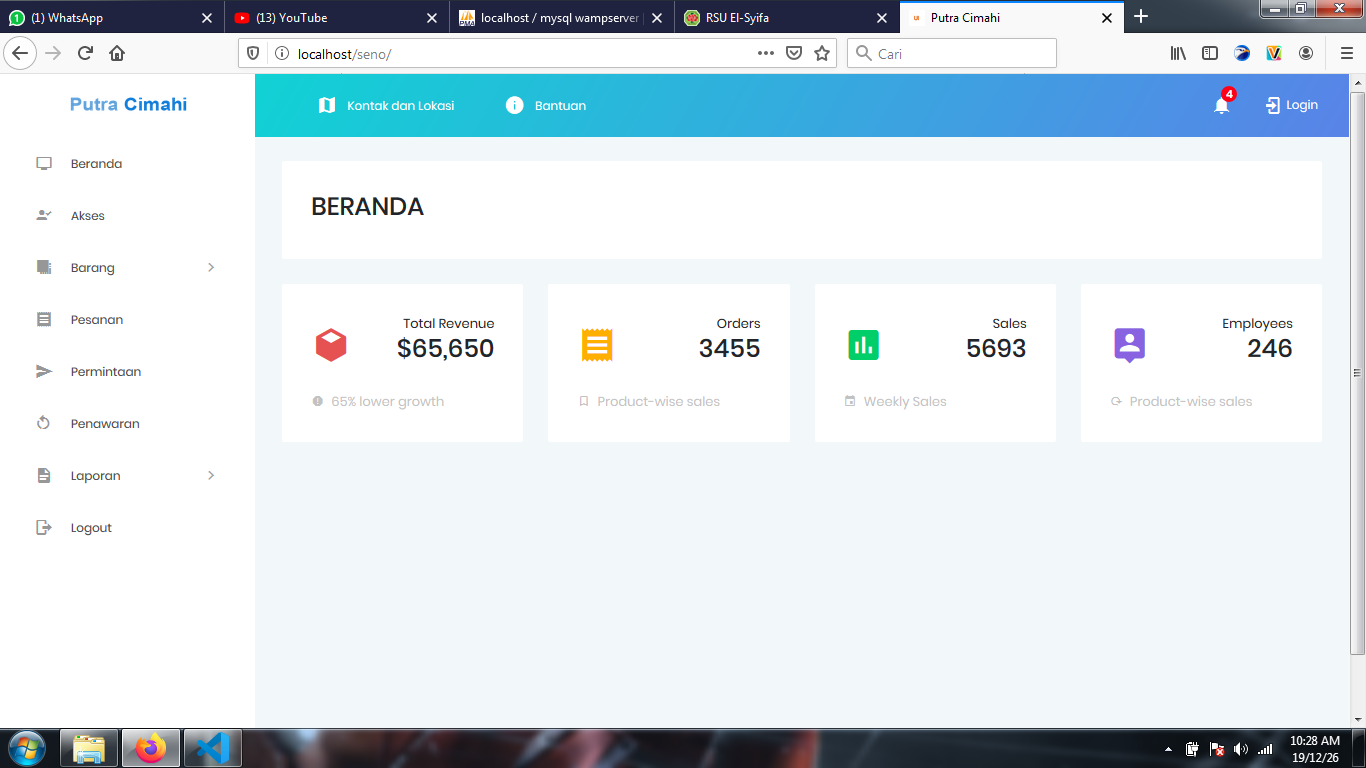 (1) WhatsApp
(13) YouTube
localhost / mysql wampserver
RSU El-Syifa
Putra Cimahi
localhost/seno/
Cari
Putra Cimahi
Kontak dan Lokasi
Bantuan
4
Login
Beranda
Akses
Barang
Pesanan
Permintaan
Penawaran
Laporan
Logout
BERANDA
Total Revenue
$65,650
65% lower growth
Orders
3455
Product-wise sales
Sales
5693
Weekly Sales
Employees
246
Product-wise sales
10:28 AM
19/12/26